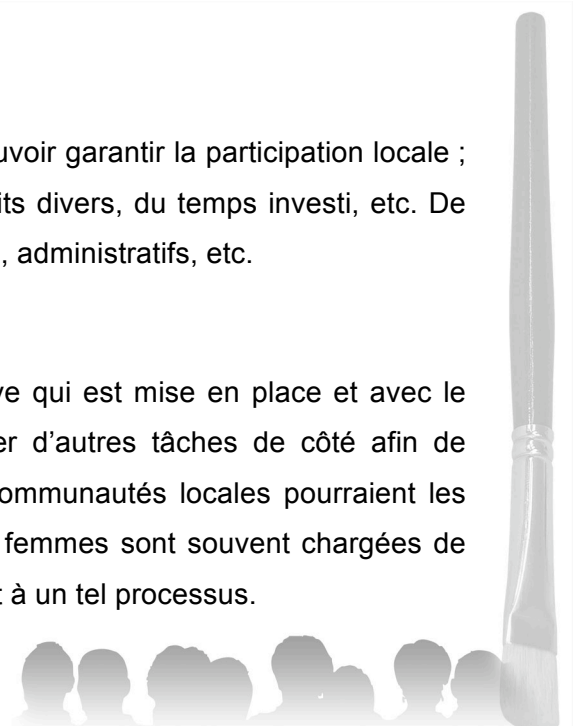 uvoir garantir la participation locale ;
its divers, du temps investi, etc. De
, administratifs, etc.
ve qui est mise en place et avec le
er d’autres tâches de côté afin de
ommunautés locales pourraient les
femmes sont souvent chargées de
t à un tel processus.